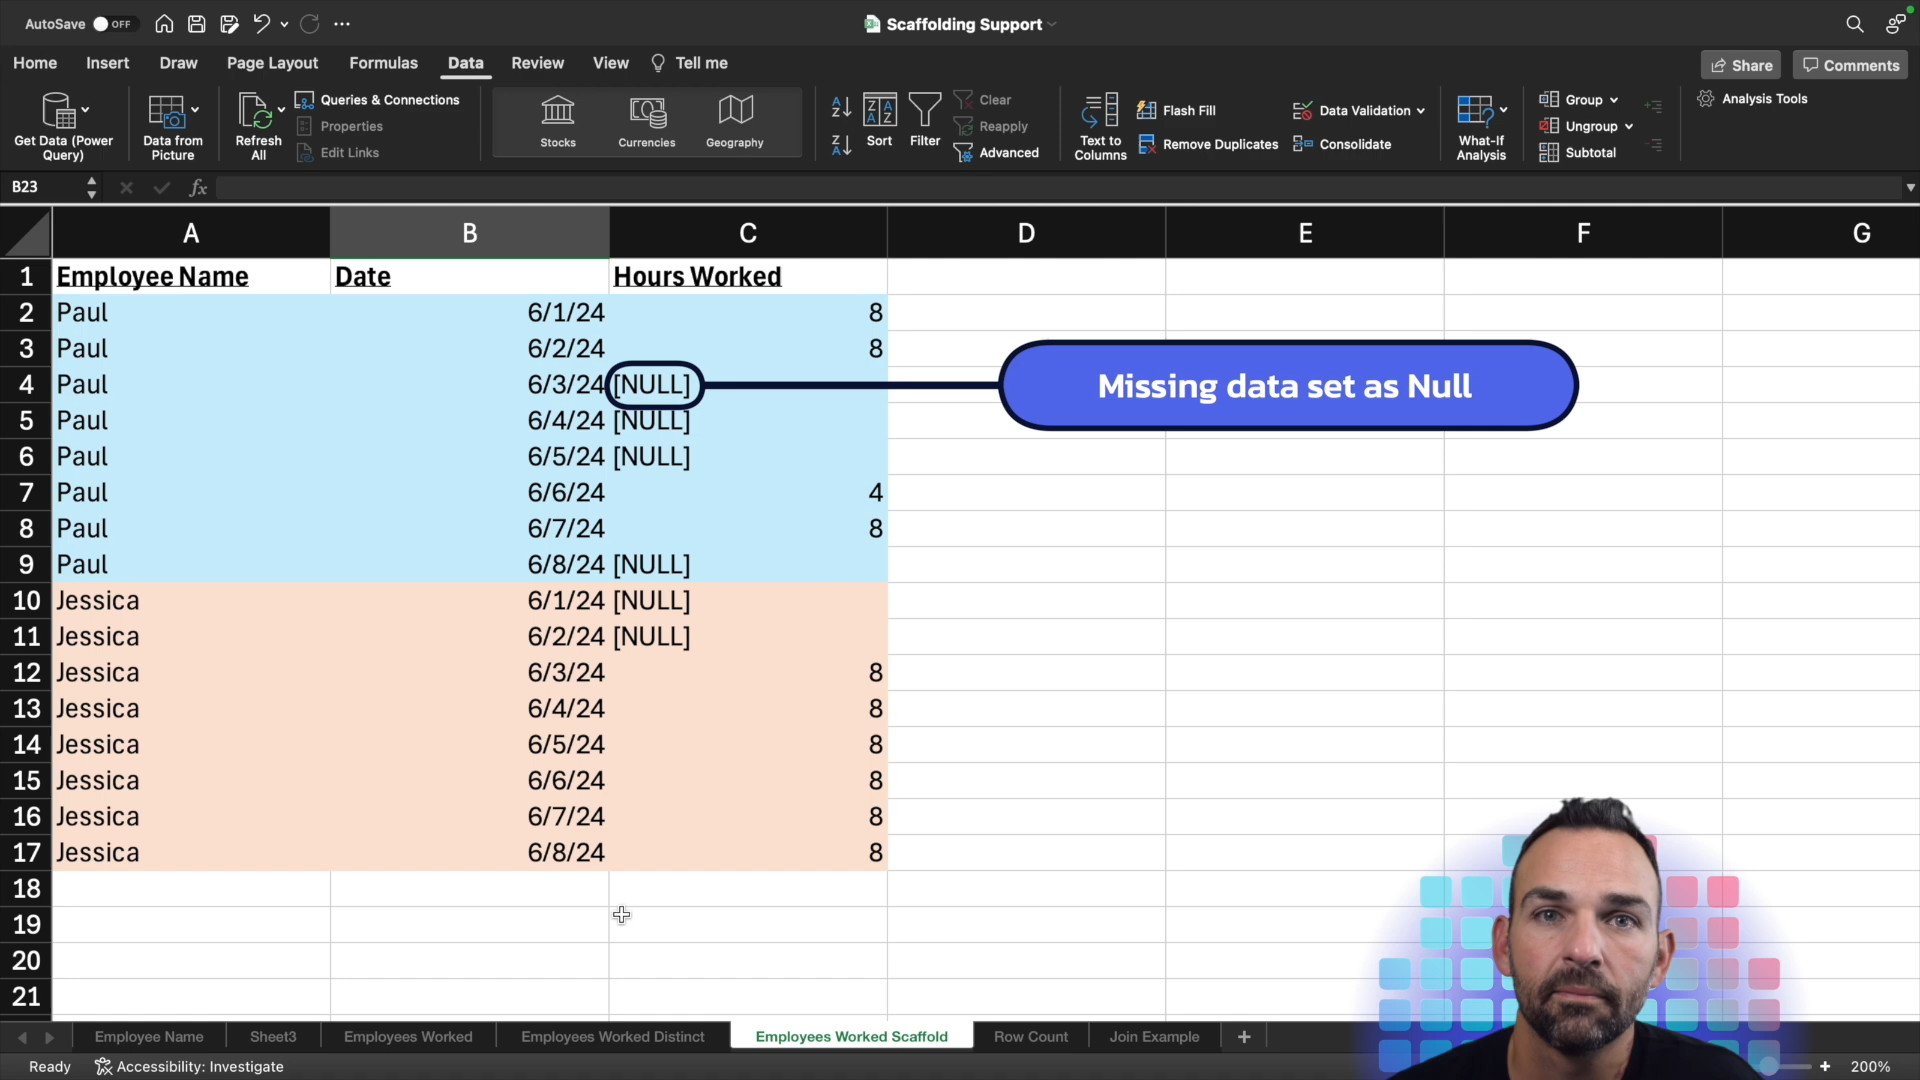 AutoSave OFF
Scaffolding Support
Home Insert Draw Page Layout Formulas Data Review View Tell me
Share Comments
Get Data (Power Query)
Data from Picture
Refresh All
Queries & Connections
Properties
Edit Links
Stocks Currencies Geography
Sort Filter
Clear
Reapply
Advanced
Text to Columns
Flash Fill
Remove Duplicates
Data Validation
Consolidate
What-If Analysis
Group
Ungroup
Subtotal
Analysis Tools
B23 fx
A B C D E F G
1 Employee Name Date Hours Worked
2 Paul 6/1/24 8
3 Paul 6/2/24 8
4 Paul 6/3/24 [NULL] Missing data set as Null
5 Paul 6/4/24 [NULL]
6 Paul 6/5/24 [NULL]
7 Paul 6/6/24 4
8 Paul 6/7/24 8
9 Paul 6/8/24 [NULL]
10 Jessica 6/1/24 [NULL]
11 Jessica 6/2/24 [NULL]
12 Jessica 6/3/24 8
13 Jessica 6/4/24 8
14 Jessica 6/5/24 8
15 Jessica 6/6/24 8
16 Jessica 6/7/24 8
17 Jessica 6/8/24 8
18
19
20
21
Employee Name Sheet3 Employees Worked Employees Worked Distinct Employees Worked Scaffold Row Count Join Example +
Ready Accessibility: Investigate + 200%